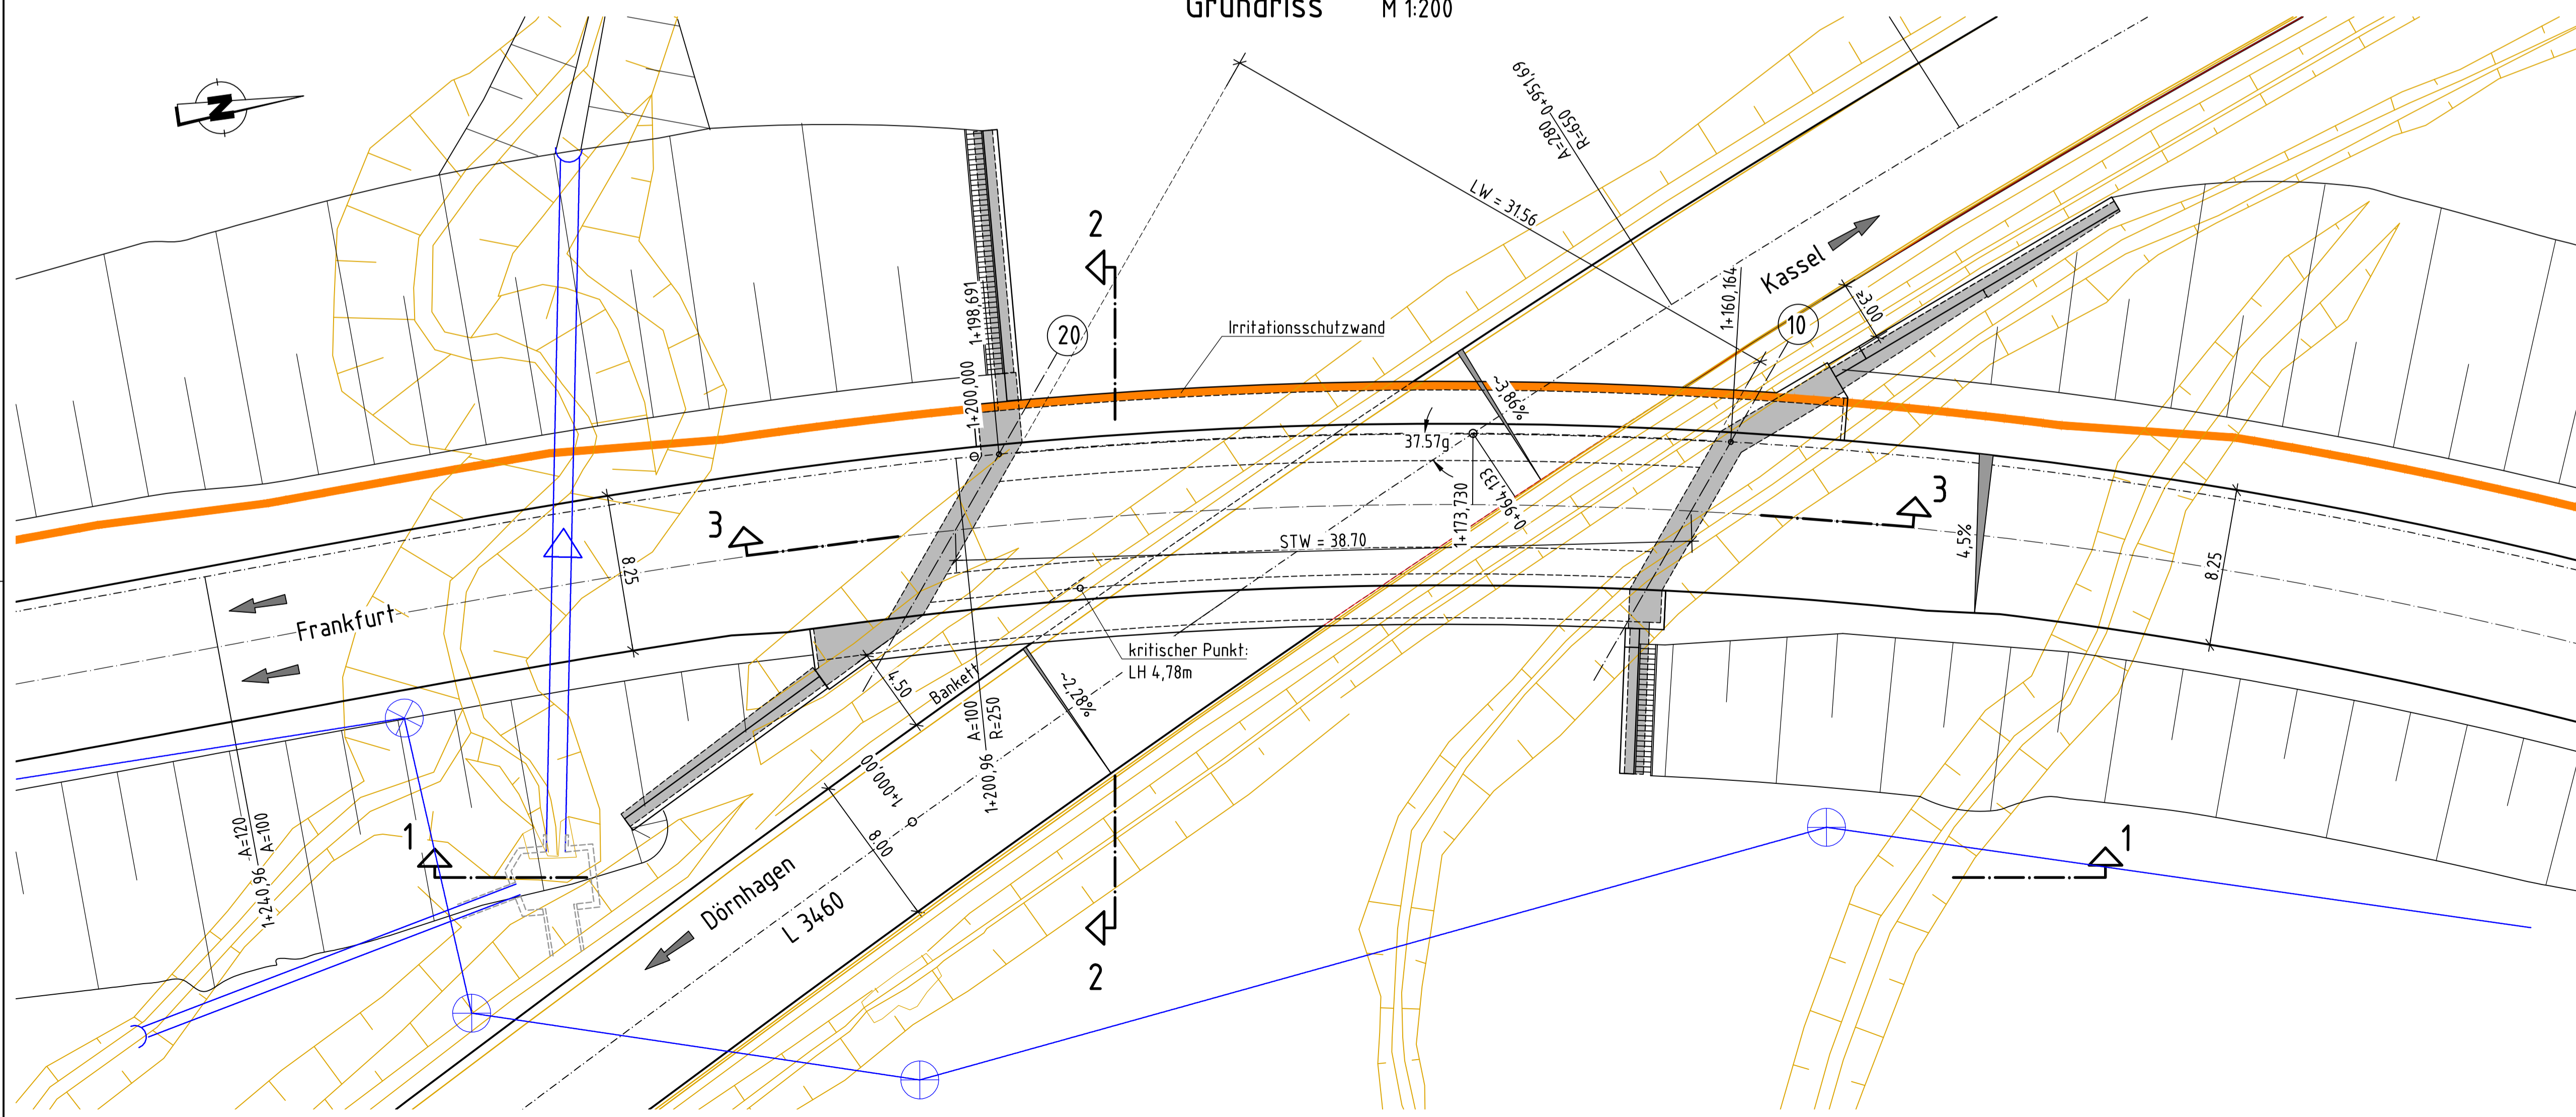 Grundriss M 1:200
N
2
LW = 31.56
A=280 0+951,69
R=650
Kassel
≥3.00
1+198,691
1+200,000
20
Irritationsschutzwand
1+160,164
10
~3,86%
37.57g
1+173,730
0+964,133
3
3
STW = 38.70
8.25
4,5%
8.25
Frankfurt
kritischer Punkt:
LH 4,78m
4.50
Bankett
~2,28%
A=100
R=250
1+200,96
1+000,00
8.00
A=120
A=100
1+240,96
1
1
Dörnhagen
L 3460
2